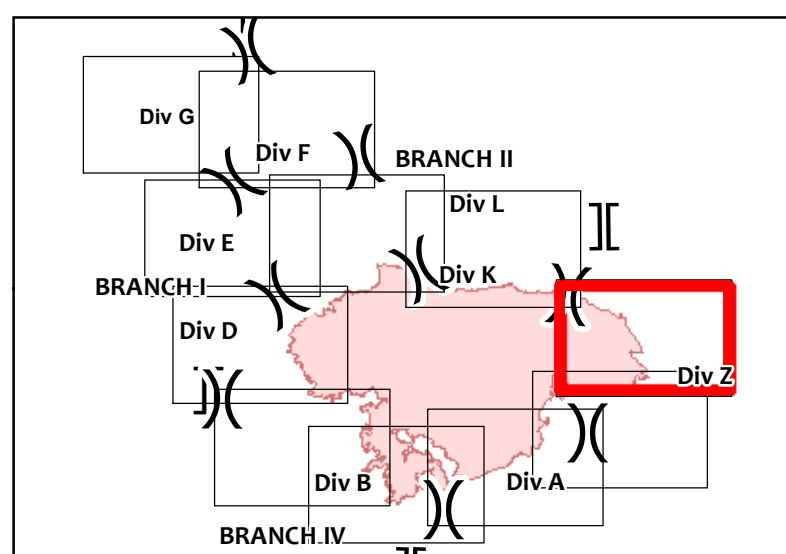 Div G
Div F
BRANCH II
Div L
Div E
Div K
BRANCH I
Div D
Div Z
Div B
Div A
BRANCH IV